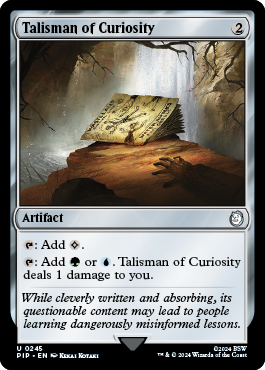 Talisman of Curiosity 2
Artifact
: Add .
: Add or . Talisman of Curiosity
deals 1 damage to you.
While cleverly written and absorbing, its
questionable content may lead to people
learning dangerously misinformed lessons.
U 0245
PIP • EN KEKAI KOTAKI
©2024 BSW
™ & © 2024 Wizards of the Coast